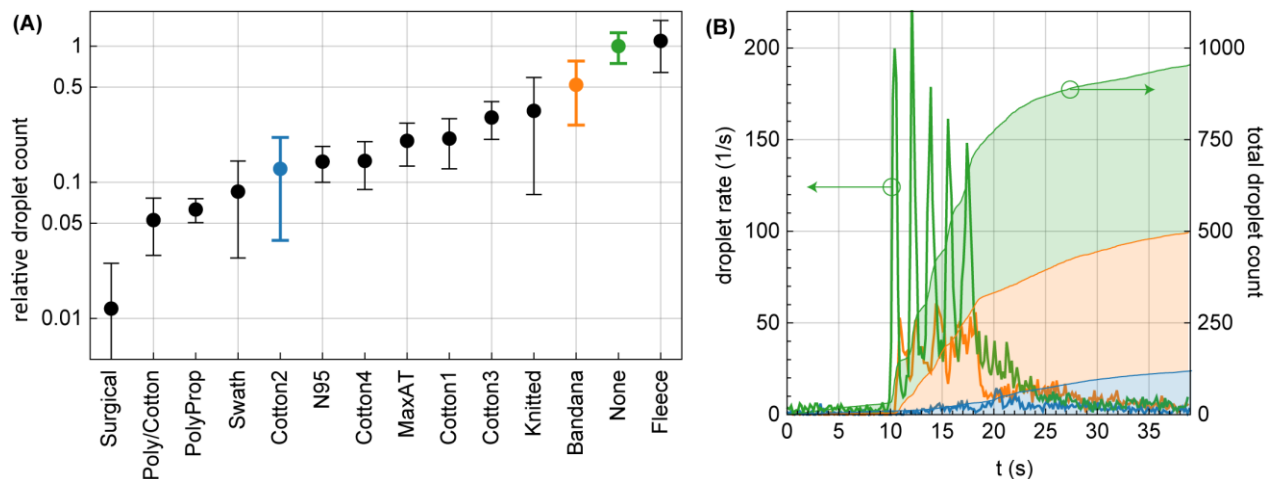 (A)
relative droplet count
1
0.5
0.1
0.05
0.01
Surgical
Poly/Cotton
PolyProp
Swath
Cotton2
N95
Cotton4
MaxAT
Cotton1
Cotton3
Knitted
Bandana
None
Fleece
(B)
droplet rate (1/s)
200
150
100
50
0
0 5 10 15 20 25 30 35
t (s)
1000
750
500
250
0
total droplet count